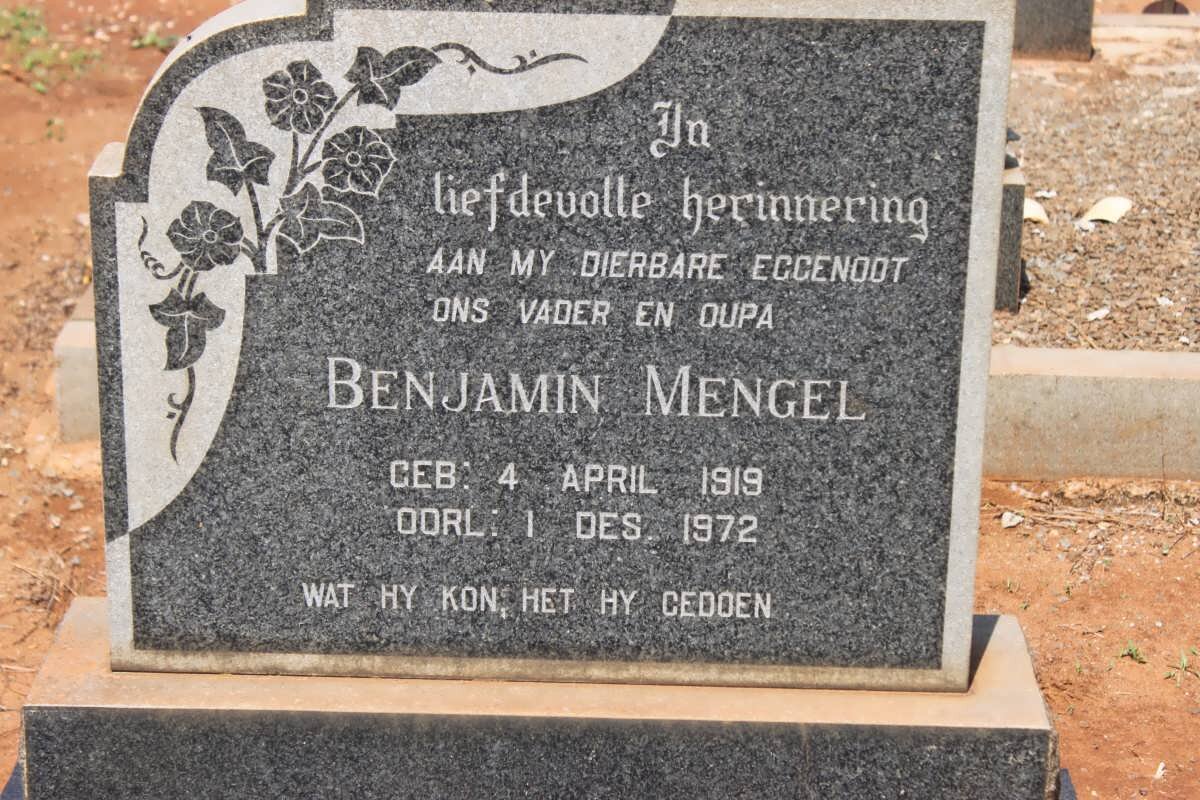 In
liefdevolle herinnering
AAN MY DIERBARE EGGENOOT
ONS VADER EN OUPA
BENJAMIN MENGEL
GEB: 4 APRIL 1919
OORL: 1 DES. 1972
WAT HY KON, HET HY GEDOEN